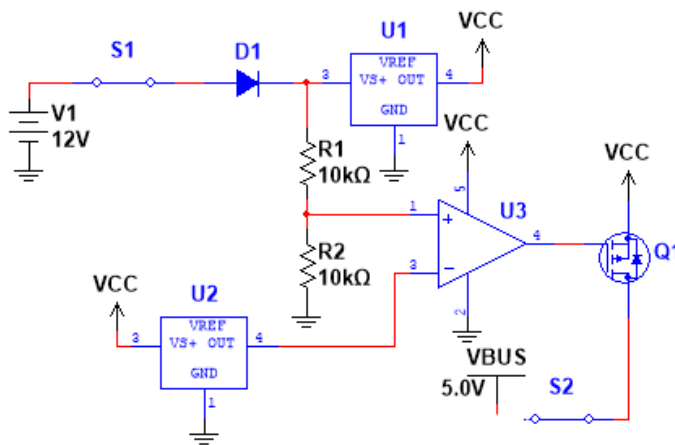 S1
D1
U1
VCC
VREF
VS+ OUT
GND
3
4
1
V1
12V
VCC
VCC
R1
10kΩ
5
U3
1
+
4
Q1
R2
10kΩ
3
−
2
VCC
U2
VREF
VS+ OUT
GND
3
4
1
VBUS
5.0V
S2